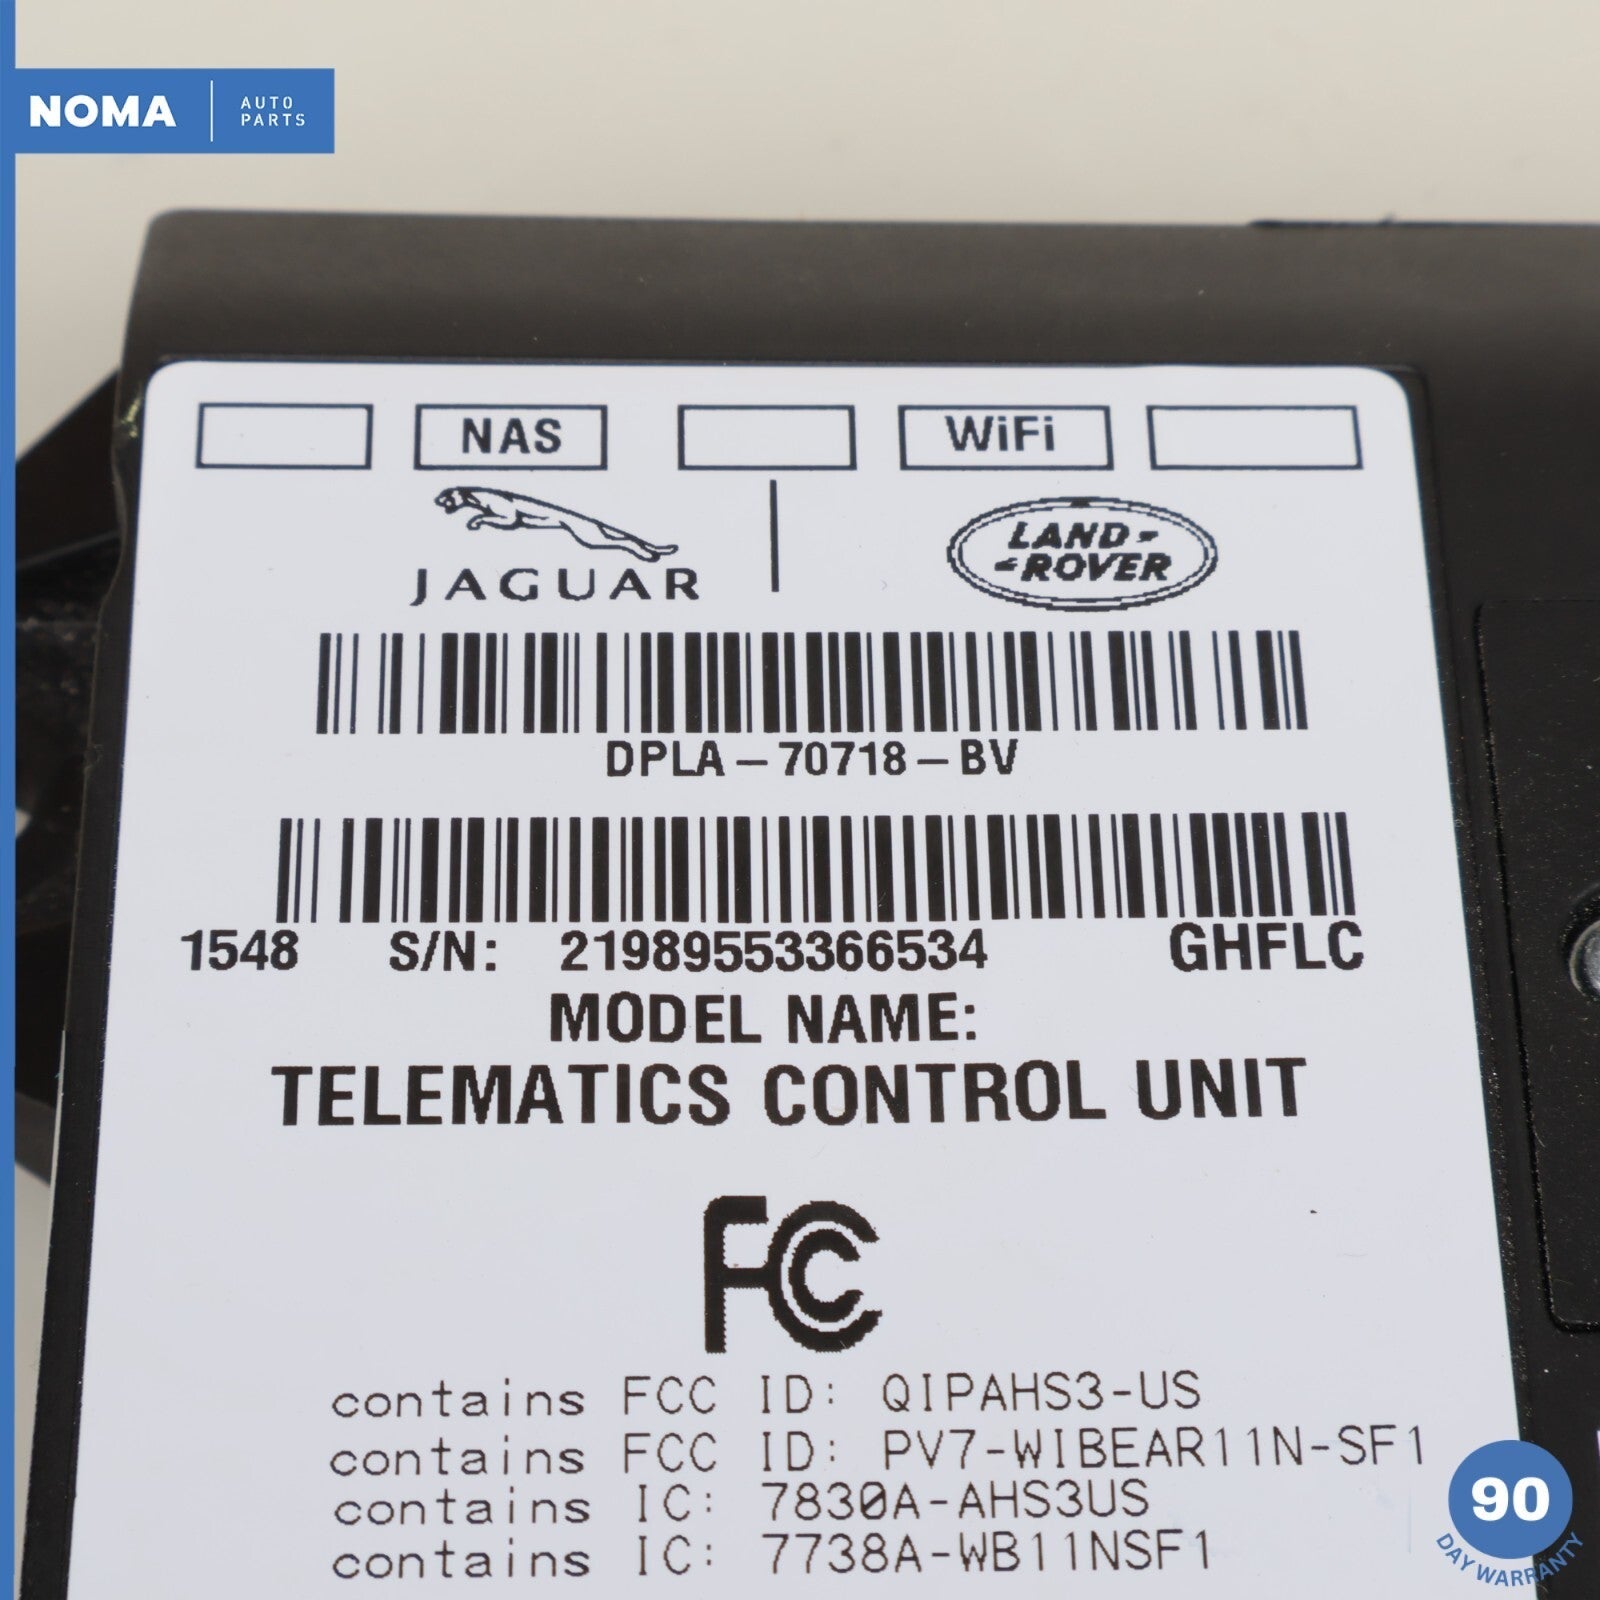 NOMA AUTO PARTS
NAS WiFi
JAGUAR LAND-ROVER
DPLA-70718-BV
1548 S/N: 21989553366534 GHFLC
MODEL NAME:
TELEMATICS CONTROL UNIT
FC
contains FCC ID: QIPAHS3-US
contains FCC ID: PV7-WIBEAR11N-SF1
contains IC: 7830A-AHS3US
contains IC: 7738A-WB11NSF1
90
DAY WARRANTY